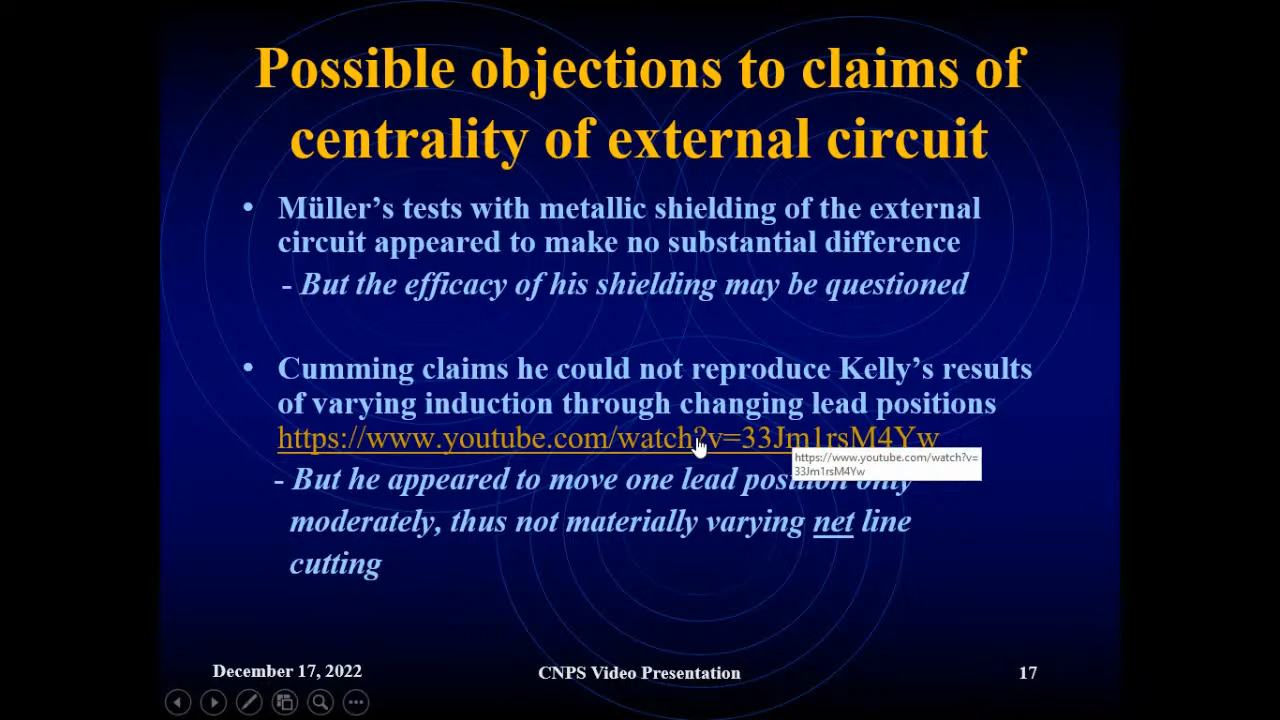 Possible objections to claims of
centrality of external circuit
• Müller's tests with metallic shielding of the external
circuit appeared to make no substantial difference
- But the efficacy of his shielding may be questioned
• Cumming claims he could not reproduce Kelly's results
of varying induction through changing lead positions
https://www.youtube.com/watch?v=33Jm1rsM4Yw
https://www.youtube.com/watch?v=
33Jm1rsM4Yw
- But he appeared to move one lead position only
moderately, thus not materially varying net line
cutting
December 17, 2022
CNPS Video Presentation
17